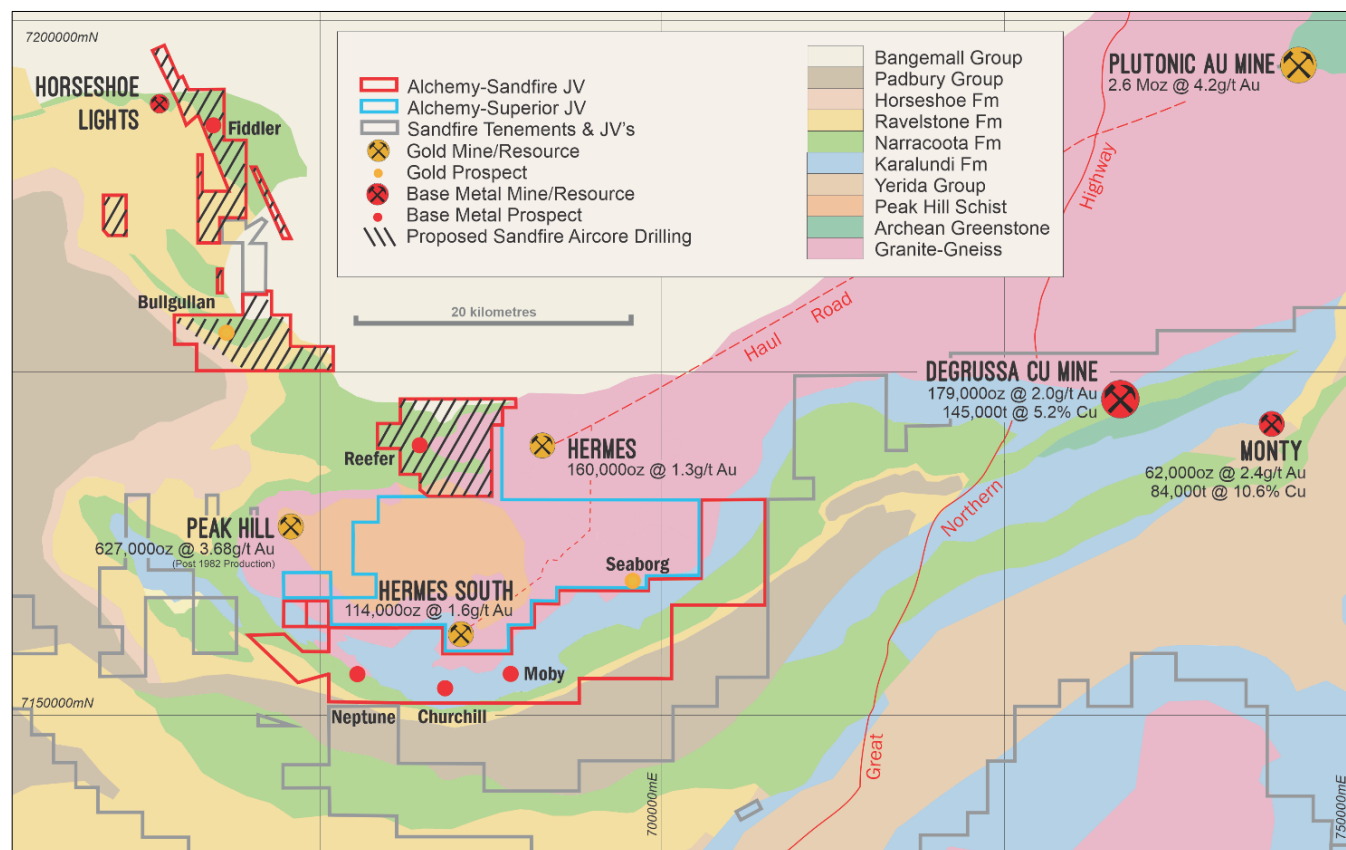 7200000mN
HORSESHOE
LIGHTS
Fiddler
Bullgullan
Alchemy-Sandfire JV
Alchemy-Superior JV
Sandfire Tenements & JV's
Gold Mine/Resource
Gold Prospect
Base Metal Mine/Resource
Base Metal Prospect
Proposed Sandfire Aircore Drilling
Bangemall Group
Padbury Group
Horseshoe Fm
Ravelstone Fm
Narracoota Fm
Karalundi Fm
Yerida Group
Peak Hill Schist
Archean Greenstone
Granite-Gneiss
PLUTONIC AU MINE
2.6 Moz @ 4.2g/t Au
20 kilometres
Haul Road
Great Northern Highway
DEGRUSSA CU MINE
179,000oz @ 2.0g/t Au
145,000t @ 5.2% Cu
MONTY
62,000oz @ 2.4g/t Au
84,000t @ 10.6% Cu
Reefer
HERMES
160,000oz @ 1.3g/t Au
PEAK HILL
627,000oz @ 3.68g/t Au
(Post 1982 Production)
Seaborg
HERMES SOUTH
114,000oz @ 1.6g/t Au
Moby
Neptune
Churchill
7150000mN
700000mE
750000mE